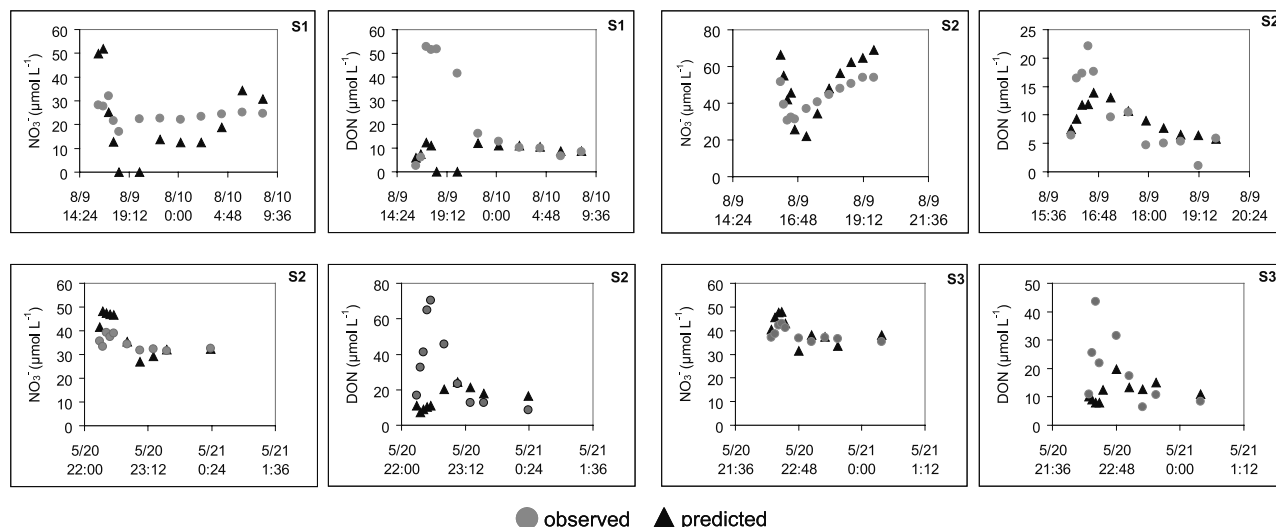 S1
NO₃⁻ (μmol L⁻¹)
60
50
40
30
20
10
0
8/9 8/9 8/10 8/10 8/10
14:24 19:12 0:00 4:48 9:36
S1
DON (μmol L⁻¹)
60
50
40
30
20
10
0
8/9 8/9 8/10 8/10 8/10
14:24 19:12 0:00 4:48 9:36
S2
NO₃⁻ (μmol L⁻¹)
80
60
40
20
0
8/9 8/9 8/9 8/9
14:24 16:48 19:12 21:36
S2
DON (μmol L⁻¹)
25
20
15
10
5
0
8/9 8/9 8/9 8/9 8/9
15:36 16:48 18:00 19:12 20:24
S2
NO₃⁻ (μmol L⁻¹)
60
50
40
30
20
10
0
5/20 5/20 5/21 5/21
22:00 23:12 0:24 1:36
S2
DON (μmol L⁻¹)
80
60
40
20
0
5/20 5/20 5/21 5/21
22:00 23:12 0:24 1:36
S3
NO₃⁻ (μmol L⁻¹)
60
50
40
30
20
10
0
5/20 5/20 5/21 5/21
21:36 22:48 0:00 1:12
S3
DON (μmol L⁻¹)
50
40
30
20
10
0
5/20 5/20 5/21 5/21
21:36 22:48 0:00 1:12
observed predicted